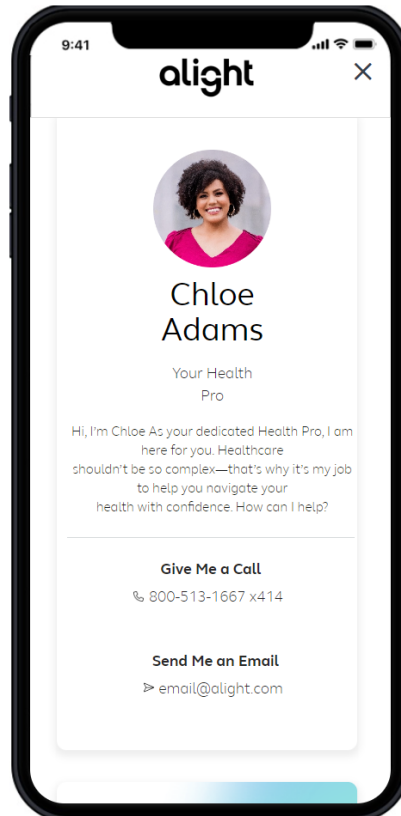 9:41
alight
Chloe
Adams
Your Health
Pro
Hi, I'm Chloe As your dedicated Health Pro, I am
here for you. Healthcare
shouldn't be so complex—that's why it's my job
to help you navigate your
health with confidence. How can I help?
Give Me a Call
800-513-1667 x414
Send Me an Email
email@alight.com